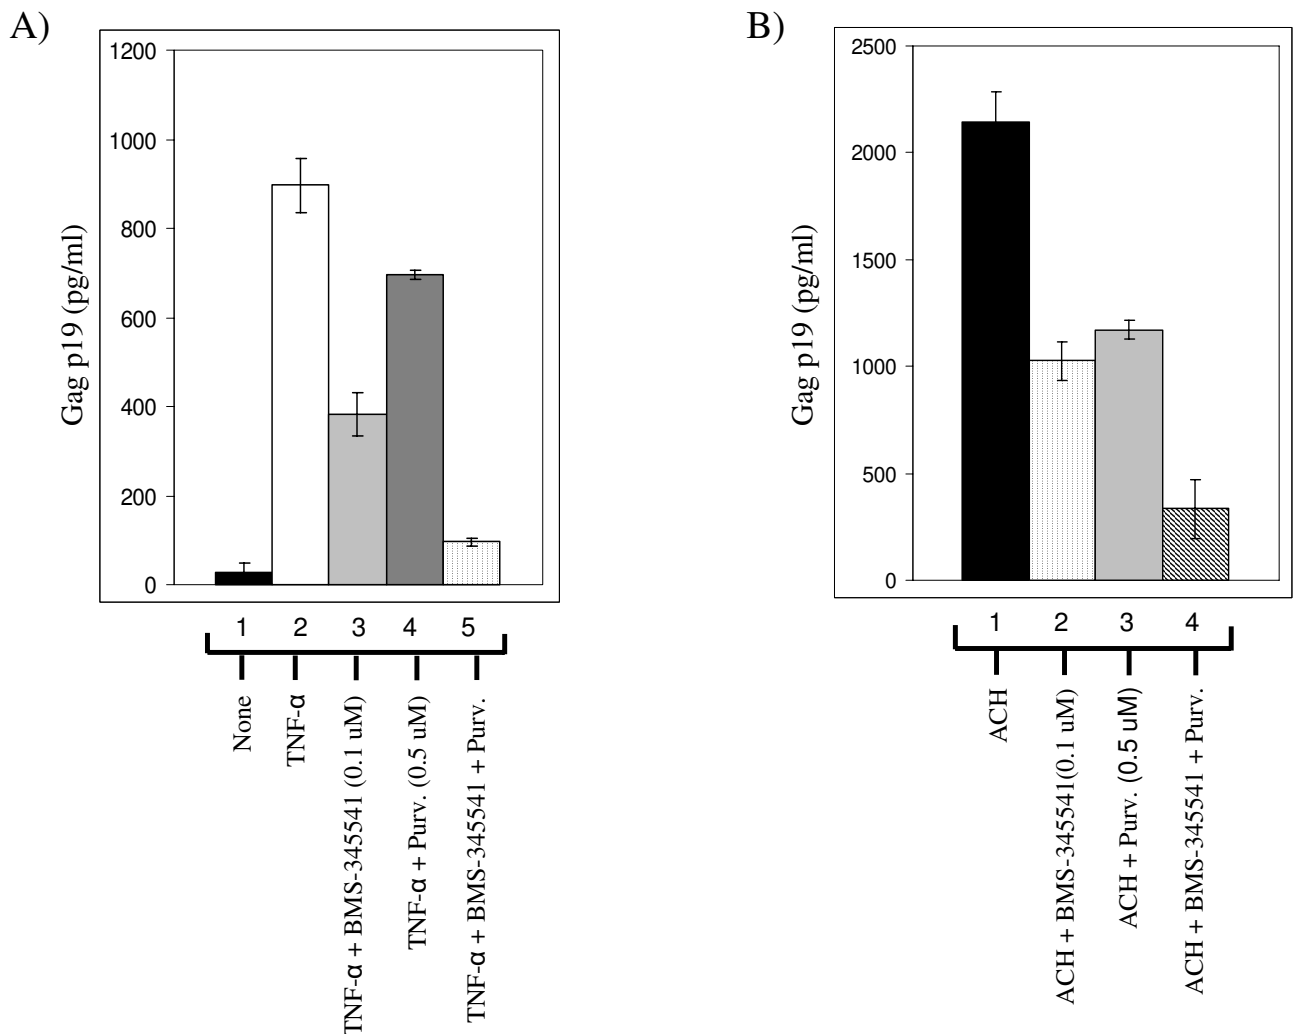 A)
1200
1000
800
600
400
200
0
Gag p19 (pg/ml)
1 2 3 4 5
None
TNF-α
TNF-α + BMS-345541 (0.1 uM)
TNF-α + Purv. (0.5 uM)
TNF-α + BMS-345541 + Purv.
B)
2500
2000
1500
1000
500
0
Gag p19 (pg/ml)
1 2 3 4
ACH
ACH + BMS-345541(0.1 uM)
ACH + Purv. (0.5 uM)
ACH + BMS-345541 + Purv.